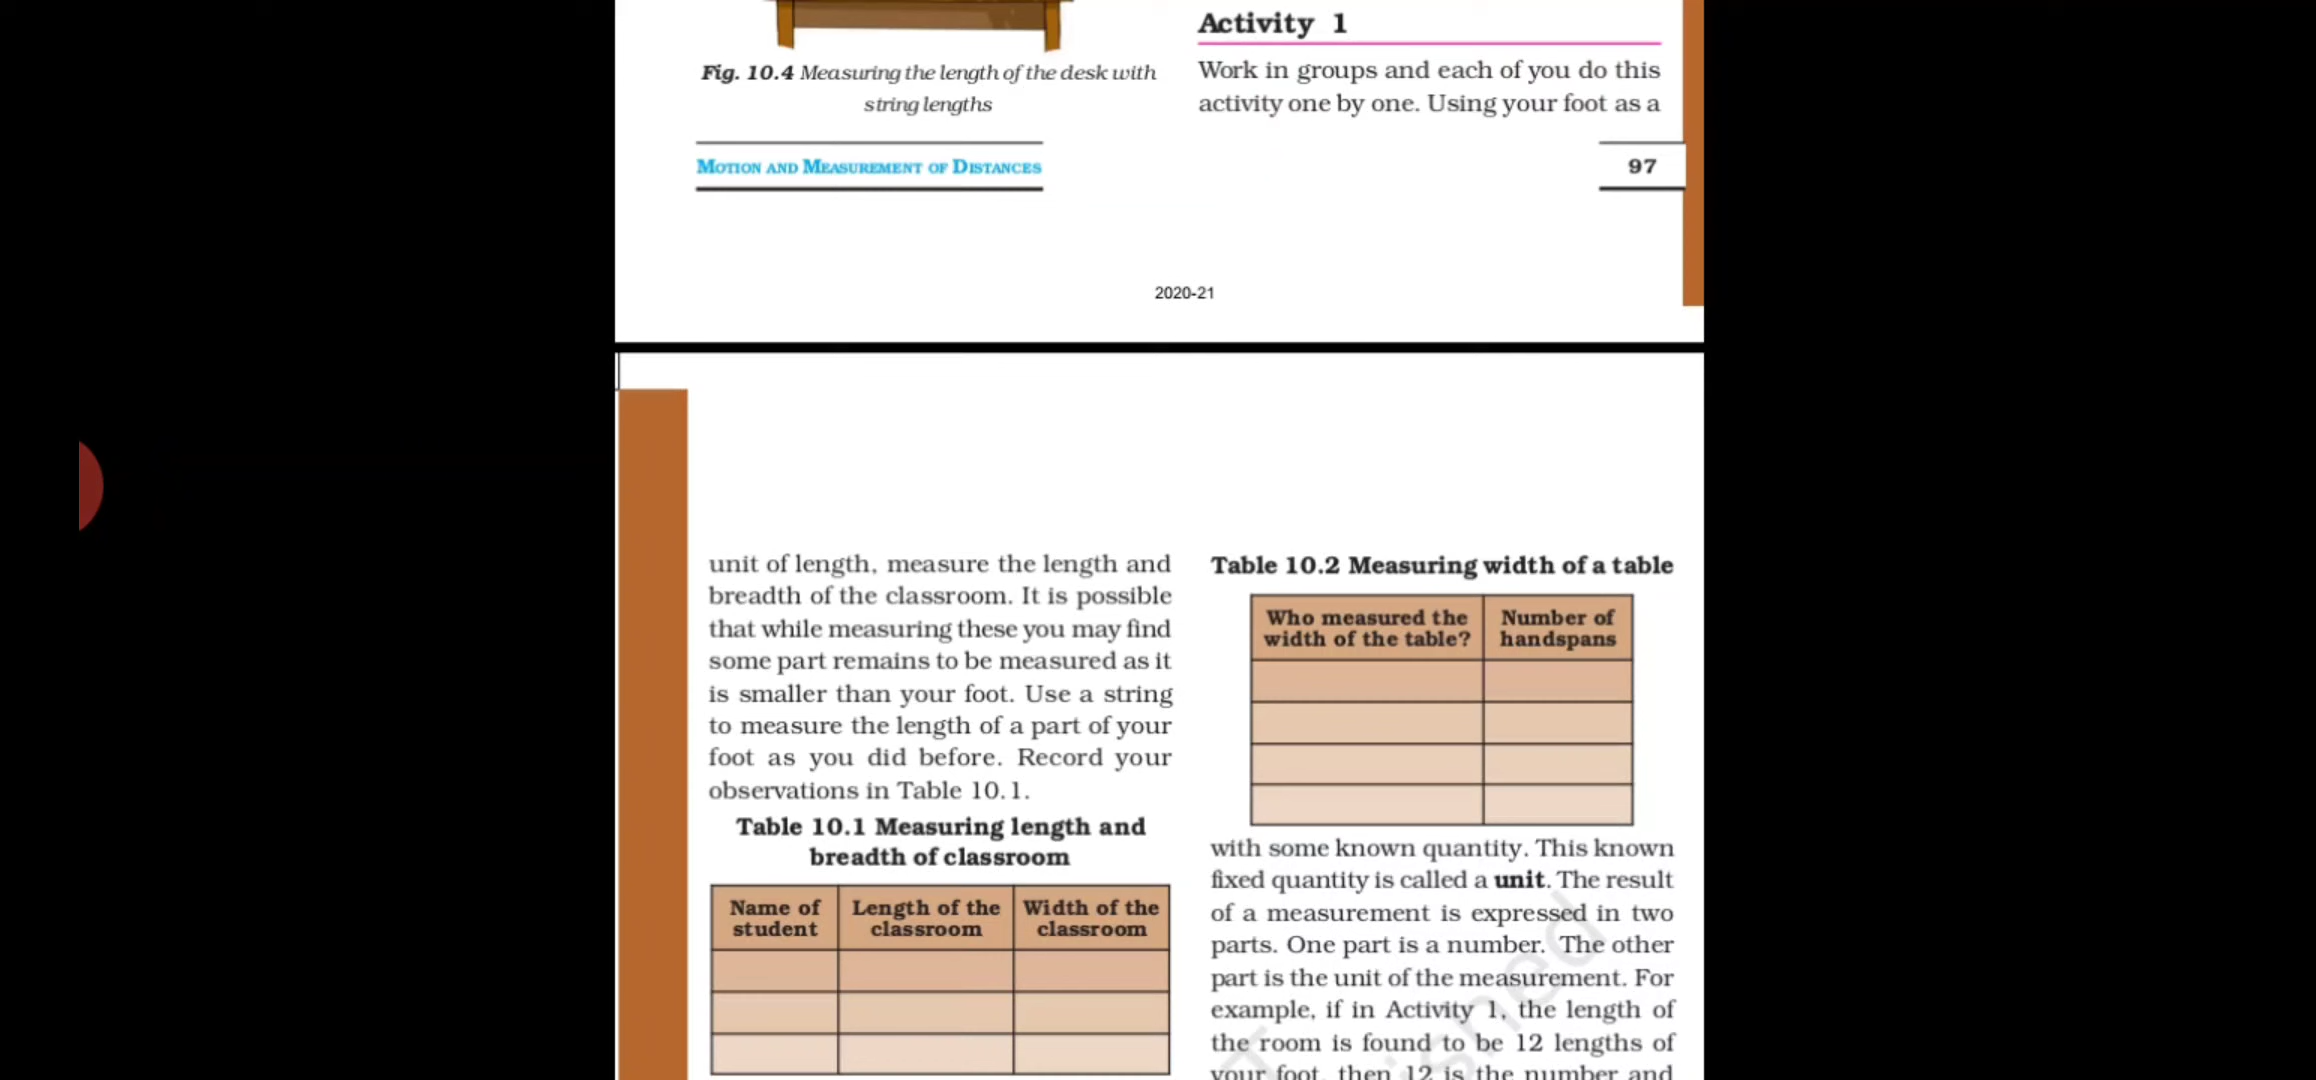 Fig. 10.4 Measuring the length of the desk with
string lengths
MOTION AND MEASUREMENT OF DISTANCES
Activity 1
Work in groups and each of you do this
activity one by one. Using your foot as a
97
2020-21
unit of length, measure the length and
breadth of the classroom. It is possible
that while measuring these you may find
some part remains to be measured as it
is smaller than your foot. Use a string
to measure the length of a part of your
foot as you did before. Record your
observations in Table 10.1.
Table 10.1 Measuring length and
breadth of classroom
Name of student
Length of the classroom
Width of the classroom
Table 10.2 Measuring width of a table
Who measured the width of the table?
Number of handspans
with some known quantity. This known
fixed quantity is called a unit. The result
of a measurement is expressed in two
parts. One part is a number. The other
part is the unit of the measurement. For
example, if in Activity 1, the length of
the room is found to be 12 lengths of
your foot, then 12 is the number and